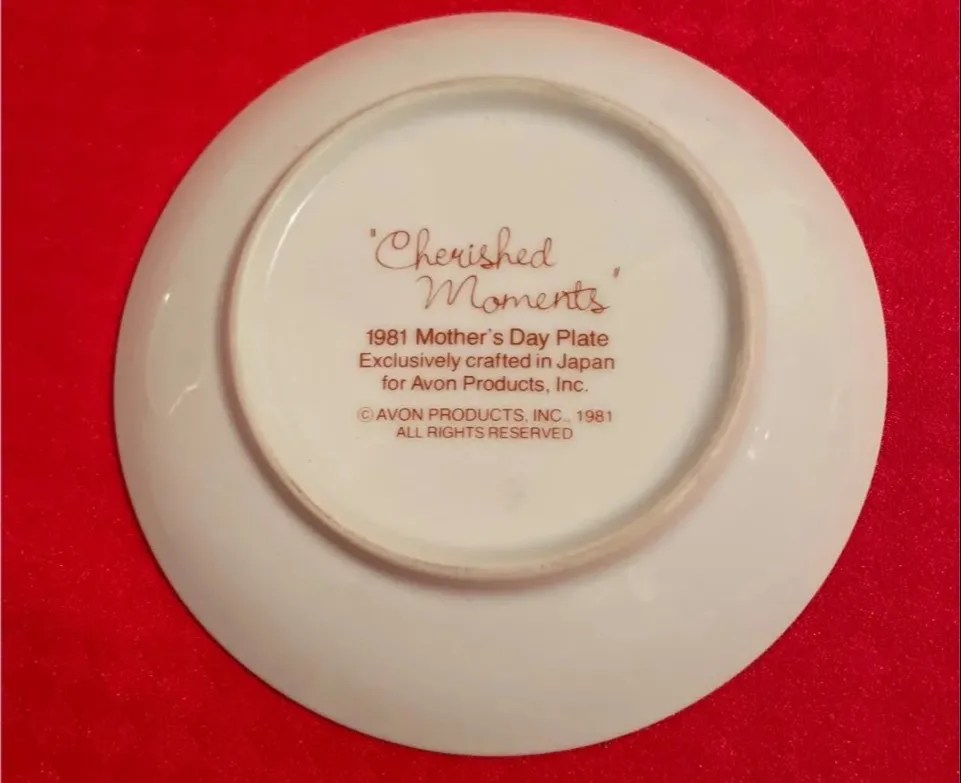 "Cherished
Moments"
1981 Mother's Day Plate
Exclusively crafted in Japan
for Avon Products, Inc.
©AVON PRODUCTS, INC., 1981
ALL RIGHTS RESERVED